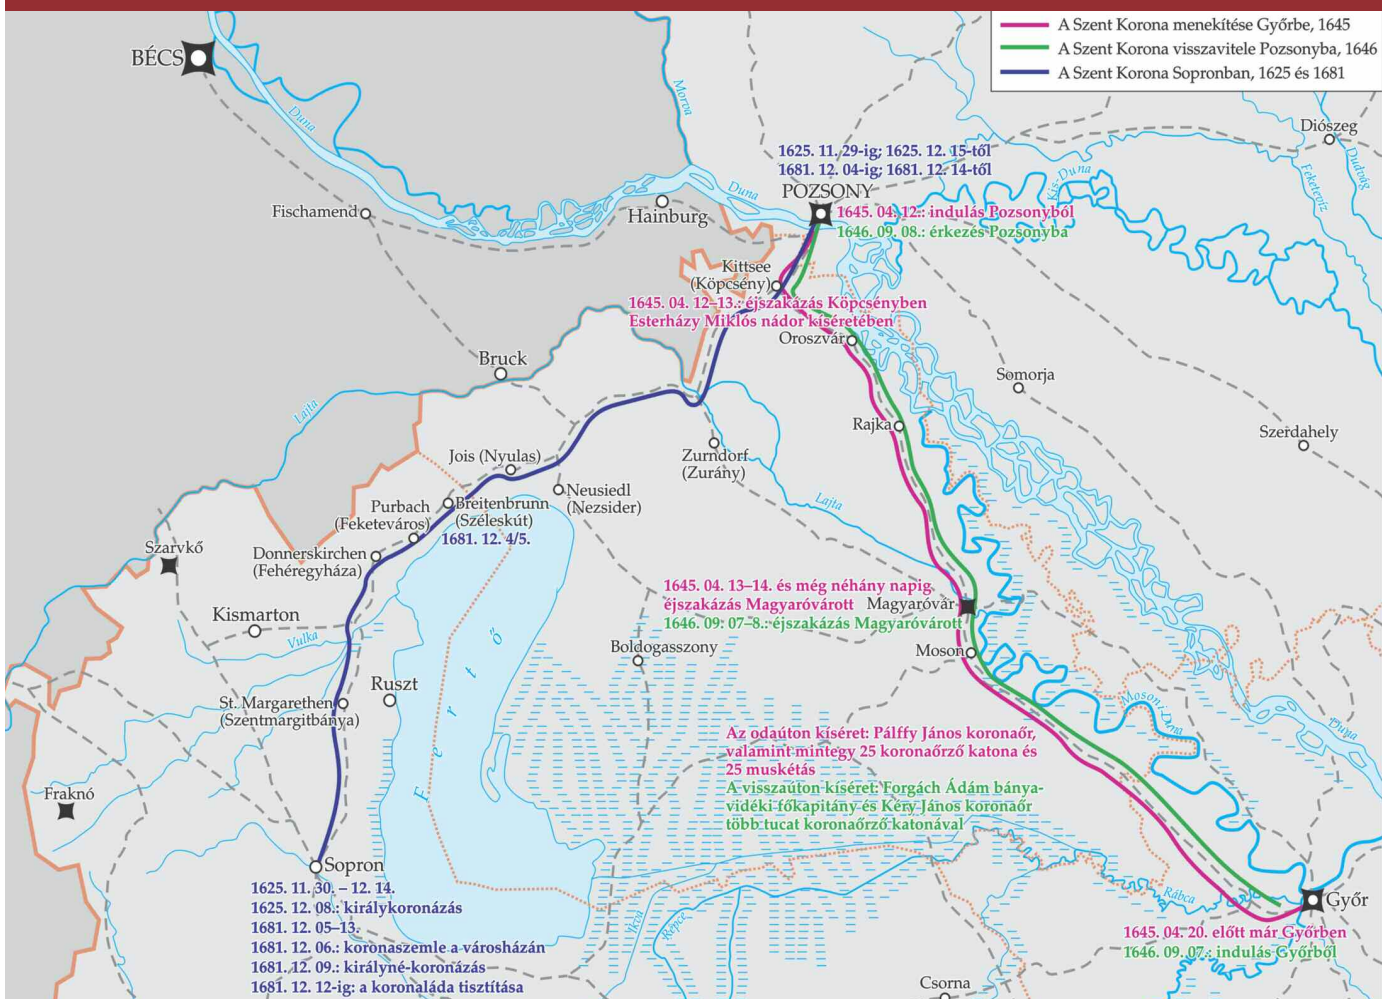 A Szent Korona menekítése Győrbe, 1645
A Szent Korona visszavitele Pozsonyba, 1646
A Szent Korona Sopronban, 1625 és 1681
BÉCS
Duna
Morva
Diószeg
Dudvág
Feketevíz
Kis-Duna
1625. 11. 29-ig; 1625. 12. 15-től
1681. 12. 04-ig; 1681. 12. 14-től
Duna
POZSONY
Fischamend
Hainburg
1645. 04. 12.: indulás Pozsonyból
1646. 09. 08.: érkezés Pozsonyba
Kittsee
(Köpcsény)
1645. 04. 12–13.: éjszakázás Köpcsényben
Esterházy Miklós nádor kíséretében
Oroszvár
Bruck
Somorja
Lajta
Rajka
Szerdahely
Jois (Nyulas)
Zurndorf
(Zurány)
Neusiedl
(Nezsider)
Lajta
Purbach
(Feketeváros)
Breitenbrunn
(Széleskút)
1681. 12. 4/5.
Szarvkő
Donnerskirchen
(Fehéregyháza)
1645. 04. 13–14. és még néhány napig
éjszakázás Magyaróvárott
1646. 09. 07–8.: éjszakázás Magyaróvárott
Magyaróvár
Kismarton
Vulka
Boldogasszony
Moson
Fertő
Ruszt
St. Margarethen
(Szentmargitbánya)
Mosoni-Dna
Duna
Az odaúton kíséret: Pálffy János koronaőr,
valamint mintegy 25 koronaőrző katona és
25 muskétás
A visszaúton kíséret: Forgách Ádám bánya-
vidéki főkapitány és Kéry János koronaőr
több tucat koronaőrző katonával
Fraknó
Sopron
1625. 11. 30. – 12. 14.
1625. 12. 08.: királykoronázás
1681. 12. 05–13.
1681. 12. 06.: koronaszemle a városházán
1681. 12. 09.: királyné-koronázás
1681. 12. 12-ig: a koronaláda tisztítása
Ikva
Répce
Rábca
Győr
1645. 04. 20. előtt már Győrben
1646. 09. 07.: indulás Győrből
Csorna